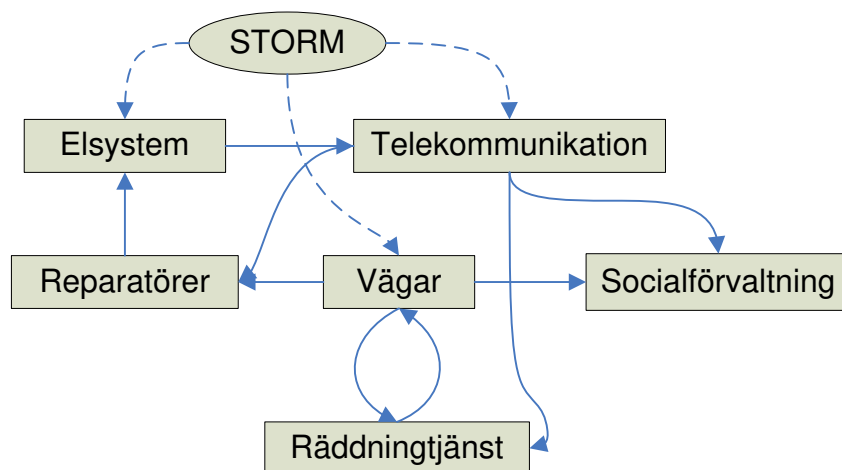 STORM
Elsystem
Telekommunikation
Reparatörer
Vägar
Socialförvaltning
Räddningtjänst